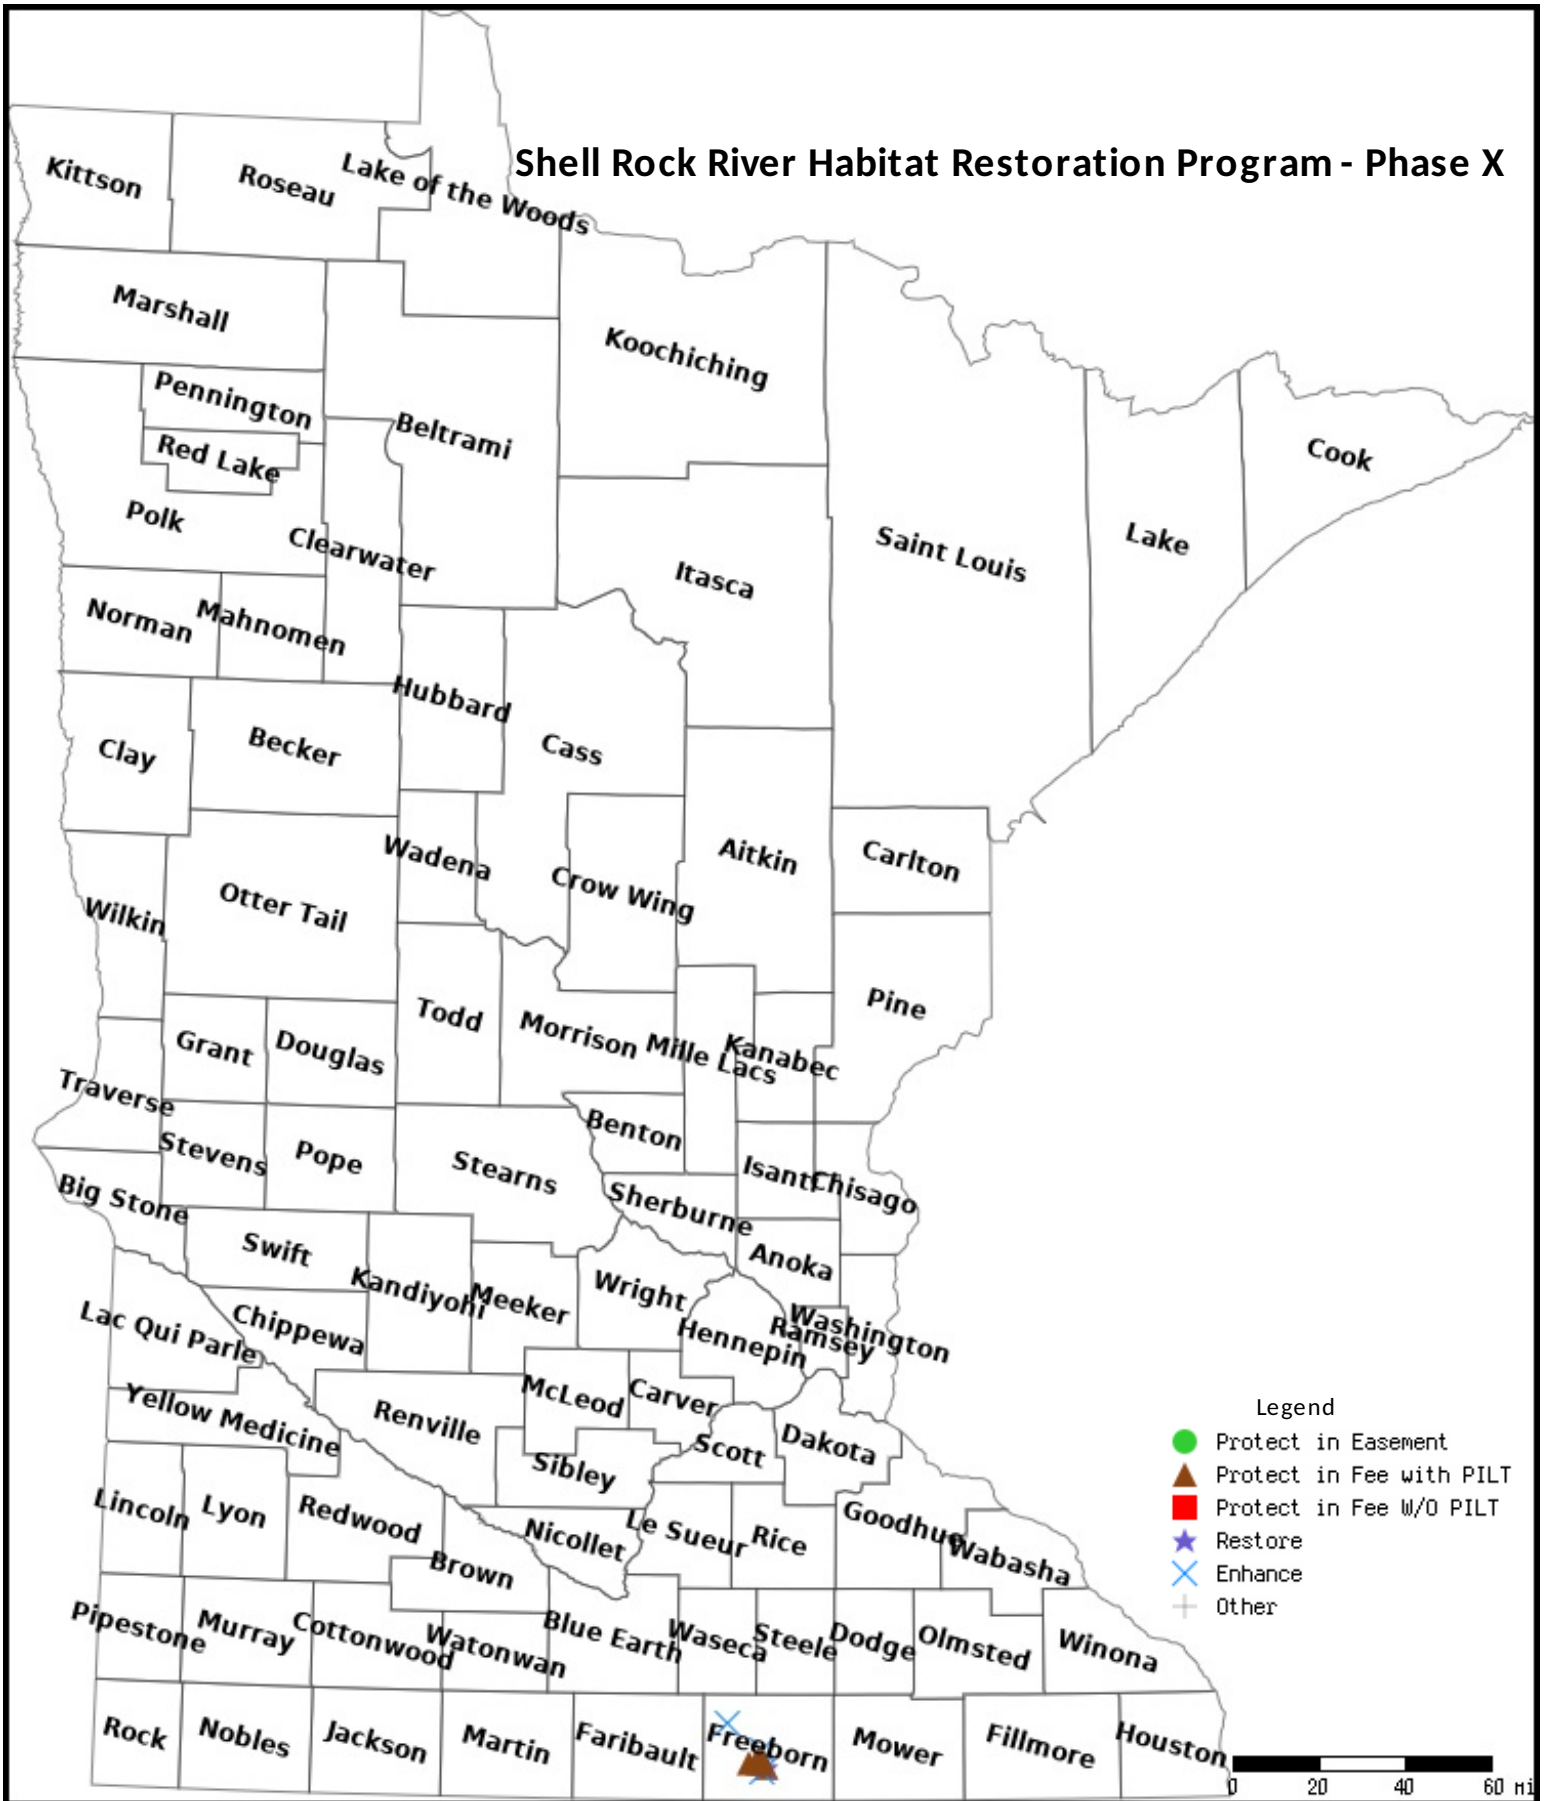 Shell Rock River Habitat Restoration Program - Phase X
Kittson
Roseau
Lake of the Woods
Marshall
Koochiching
Pennington
Beltrami
Red Lake
Cook
Polk
Clearwater
Saint Louis
Lake
Itasca
Norman
Mahnomen
Hubbard
Clay
Becker
Cass
Wadena
Aitkin
Carlton
Otter Tail
Crow Wing
Wilkin
Pine
Todd
Morrison
Mille Lacs
Kanabec
Grant
Douglas
Traverse
Benton
Stevens
Pope
Stearns
Isanti
Chisago
Big Stone
Sherburne
Swift
Anoka
Kandiyohi
Meeker
Wright
Lac Qui Parle
Chippewa
Hennepin
Ramsey
Washington
McLeod
Carver
Yellow Medicine
Renville
Scott
Dakota
Sibley
Lincoln
Lyon
Redwood
Nicollet
Le Sueur
Rice
Goodhue
Wabasha
Brown
Pipestone
Murray
Cottonwood
Watonwan
Blue Earth
Waseca
Steele
Dodge
Olmsted
Winona
Rock
Nobles
Jackson
Martin
Faribault
Freeborn
Mower
Fillmore
Houston
Legend
Protect in Easement
Protect in Fee with PILT
Protect in Fee W/O PILT
Restore
Enhance
Other
0 20 40 60 mi